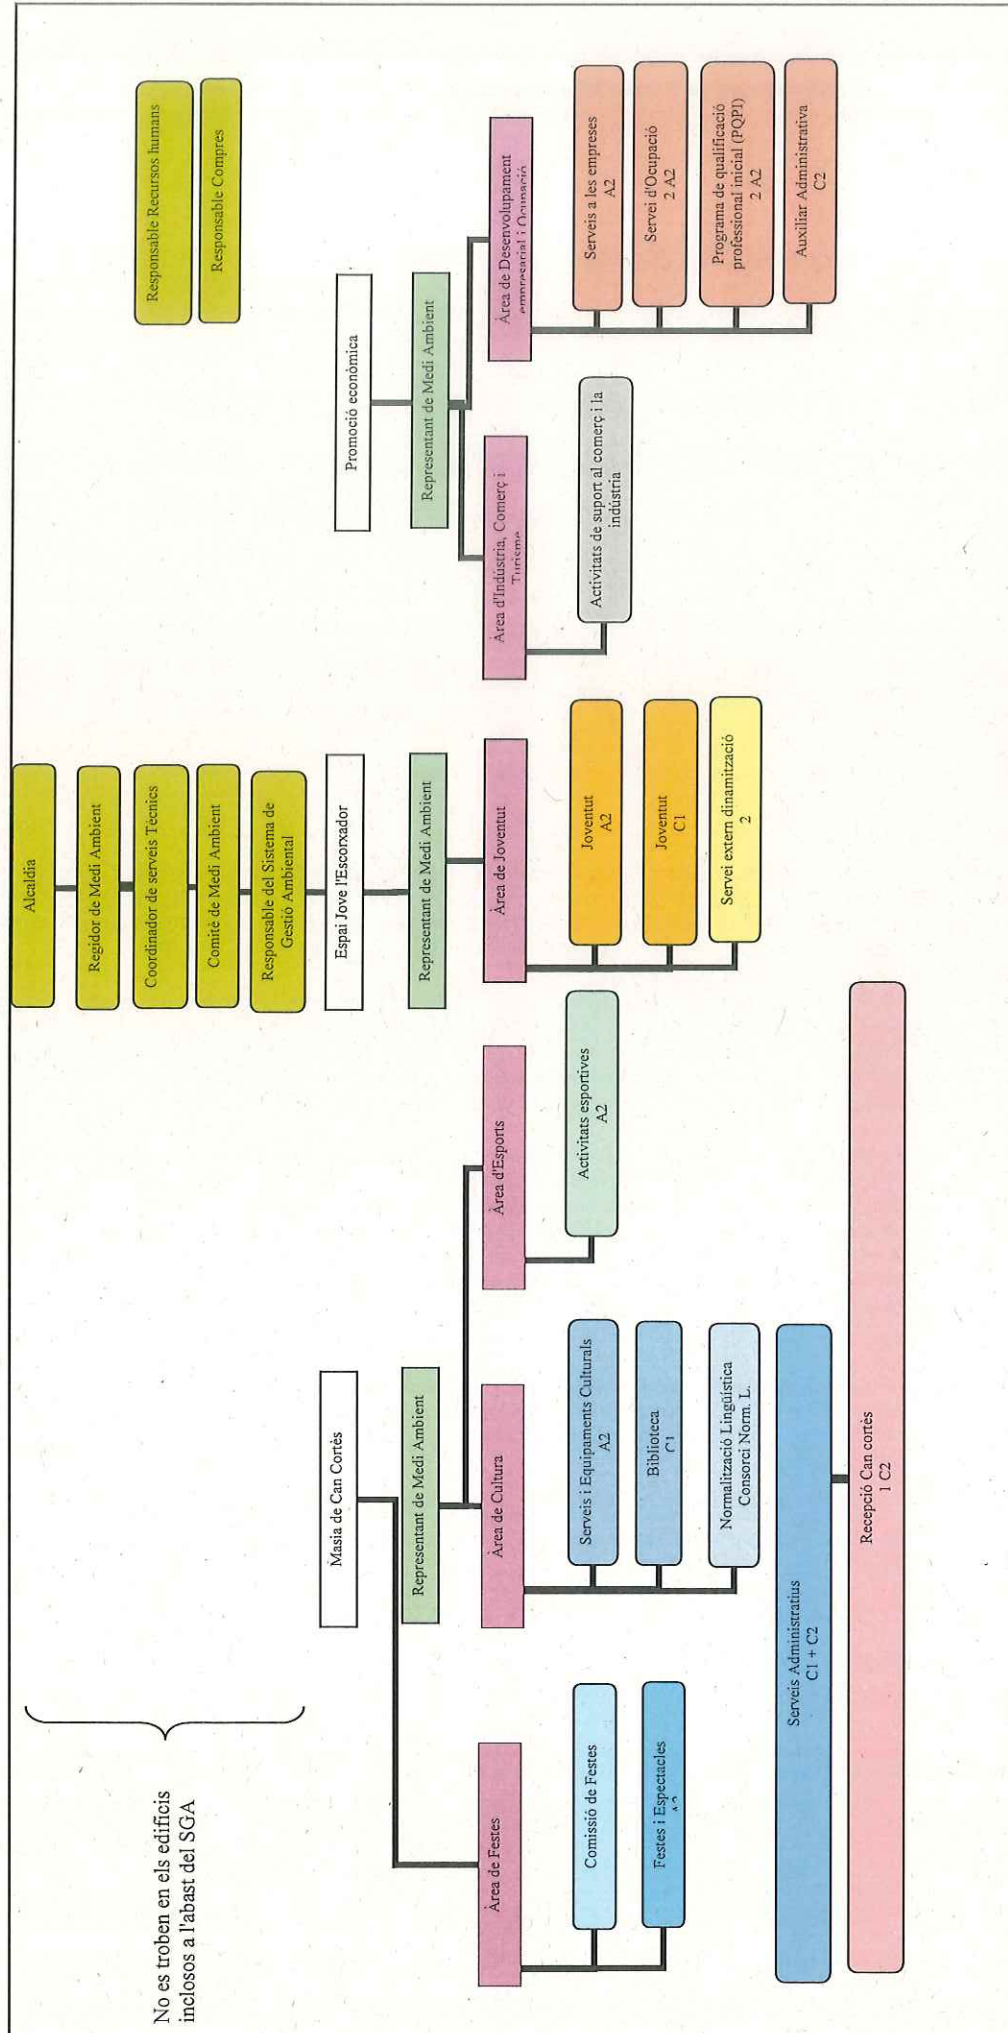 No es troben en els edificis
inclosos a l'abast del SGA
Alcaldia
Regidor de Medi Ambient
Coordinador de serveis Tècnics
Comitè de Medi Ambient
Responsable del Sistema de
Gestió Ambiental
Responsable Recursos humans
Responsable Compres
Masia de Can Cortès
Espai Jove l'Escorxador
Promoció econòmica
Representant de Medi Ambient
Representant de Medi Ambient
Representant de Medi Ambient
Àrea de Festes
Àrea de Cultura
Àrea d'Esports
Àrea de Joventut
Àrea d'Indústria, Comerç i
Turisme
Àrea de Desenvolupament
empresarial i Ocupació
Comissió de Festes
Festes i Espectacles
A2
Serveis i Equipaments Culturals
A2
Biblioteca
C1
Normalització Lingüística
Consorci Norm. L.
Activitats esportives
A2
Joventut
A2
Joventut
C1
Servei extern dinamització
2
Activitats de suport al comerç i la
indústria
Serveis a les empreses
A2
Servei d'Ocupació
2 A2
Programa de qualificació
professional inicial (PQPI)
2 A2
Auxiliar Administrativa
C2
Serveis Administratius
C1 + C2
Recepció Can cortès
1 C2